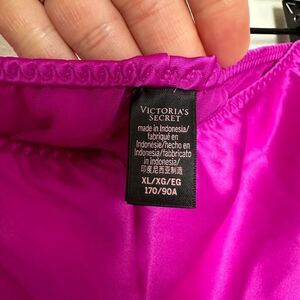 VICTORIA'S
SECRET
made in Indonesia/
fabriqué en
Indonésie/hecho en
Indonesia/fabbricato
in Indonesia/
印度尼西亚制造
XL/XG/EG
170/90A